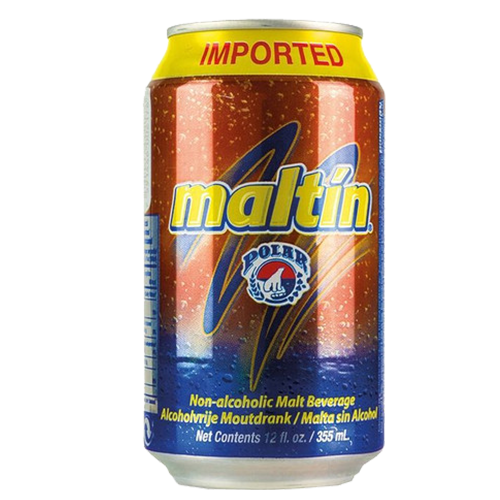 IMPORTED
maltín
POLAR
Non-alcoholic Malt Beverage
Alcoholvrije Moutdrank / Malta sin Alcohol
Net Contents 12 fl. oz. / 355 mL.